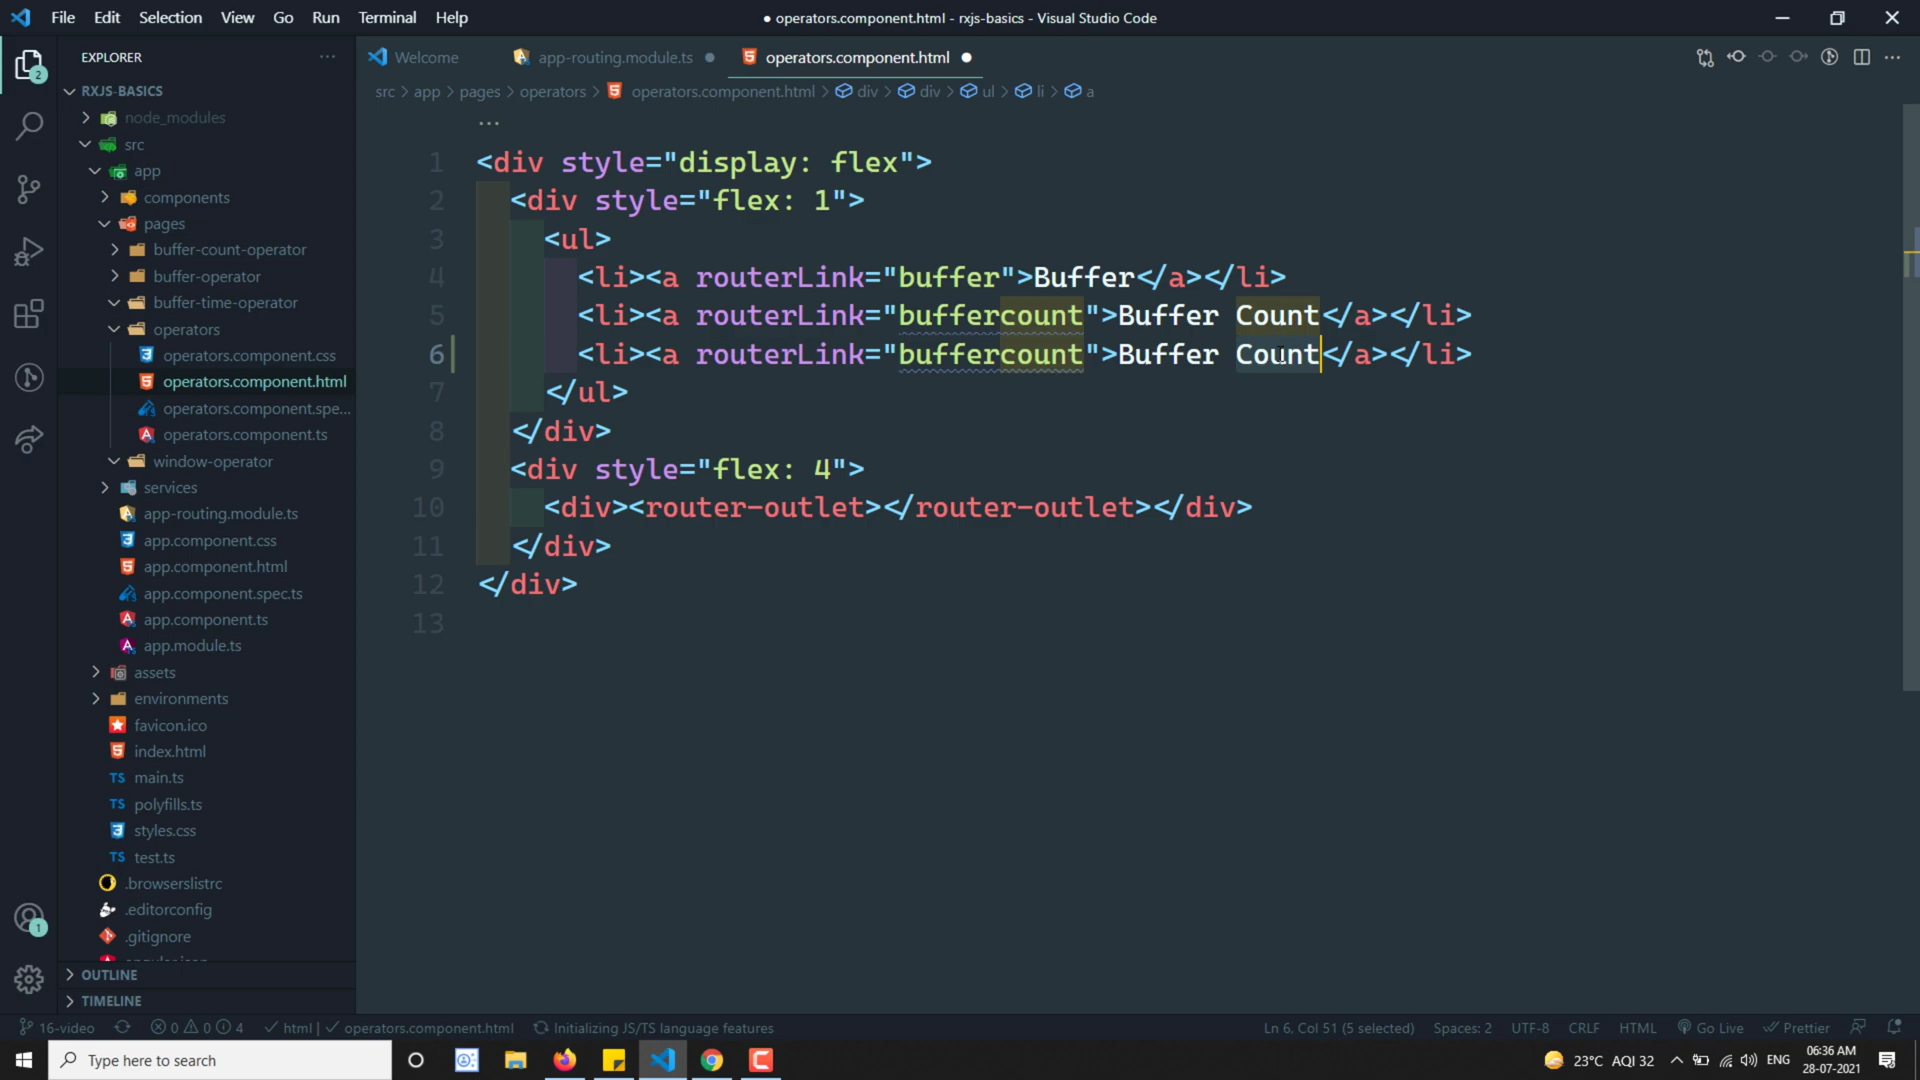 File Edit Selection View Go Run Terminal Help
● operators.component.html - rxjs-basics - Visual Studio Code
EXPLORER
Welcome
app-routing.module.ts
operators.component.html
RXJS-BASICS
src > app > pages > operators > operators.component.html > div > div > ul > li > a
node_modules
src
app
components
pages
buffer-count-operator
buffer-operator
buffer-time-operator
operators
operators.component.css
operators.component.html
operators.component.spe...
operators.component.ts
window-operator
services
app-routing.module.ts
app.component.css
app.component.html
app.component.spec.ts
app.component.ts
app.module.ts
assets
environments
favicon.ico
index.html
main.ts
polyfills.ts
styles.css
test.ts
.browserslistrc
.editorconfig
.gitignore
OUTLINE
TIMELINE
2
1
...
1 <div style="display: flex">
2 <div style="flex: 1">
3 <ul>
4 <li><a routerLink="buffer">Buffer</a></li>
5 <li><a routerLink="buffercount">Buffer Count</a></li>
6 <li><a routerLink="buffercount">Buffer Count</a></li>
7 </ul>
8 </div>
9 <div style="flex: 4">
10 <div><router-outlet></router-outlet></div>
11 </div>
12 </div>
13
16-video 0 0 4 html | operators.component.html Initializing JS/TS language features
Ln 6, Col 51 (5 selected) Spaces: 2 UTF-8 CRLF HTML Go Live Prettier
Type here to search
23°C AQI 32 ENG
06:36 AM
28-07-2021